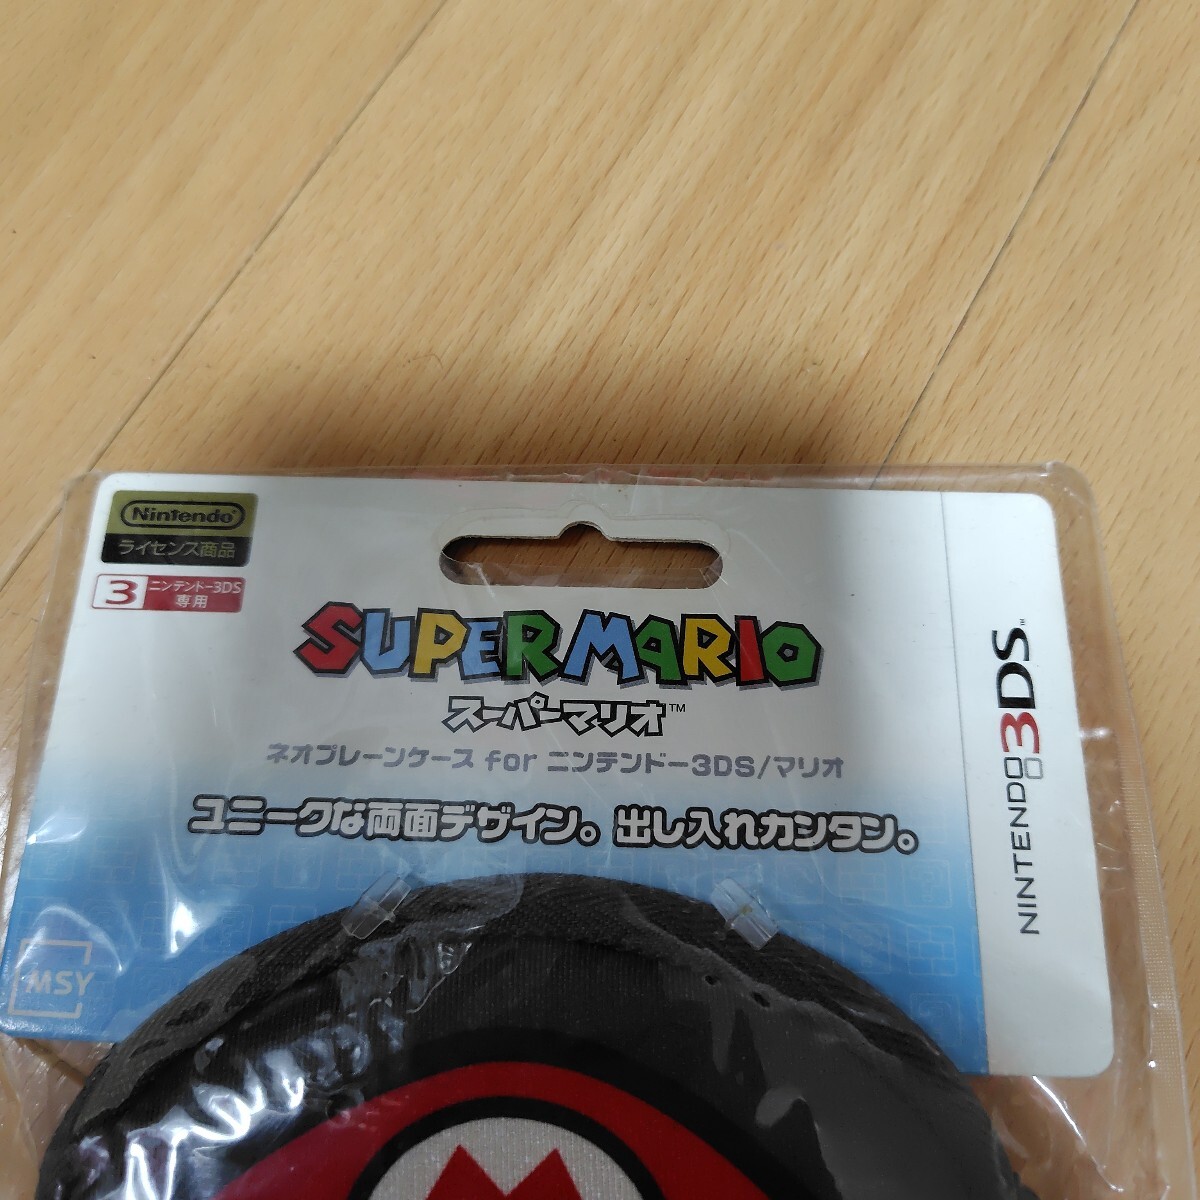 Nintendo
ライセンス商品
3 ニンテンドー3DS
専用
SUPER MARIO
スーパーマリオ™
ネオプレーンケース for ニンテンドー3DS/マリオ
ユニークな両面デザイン。出し入れカンタン。
NINTENDO3DS™
MSY
M